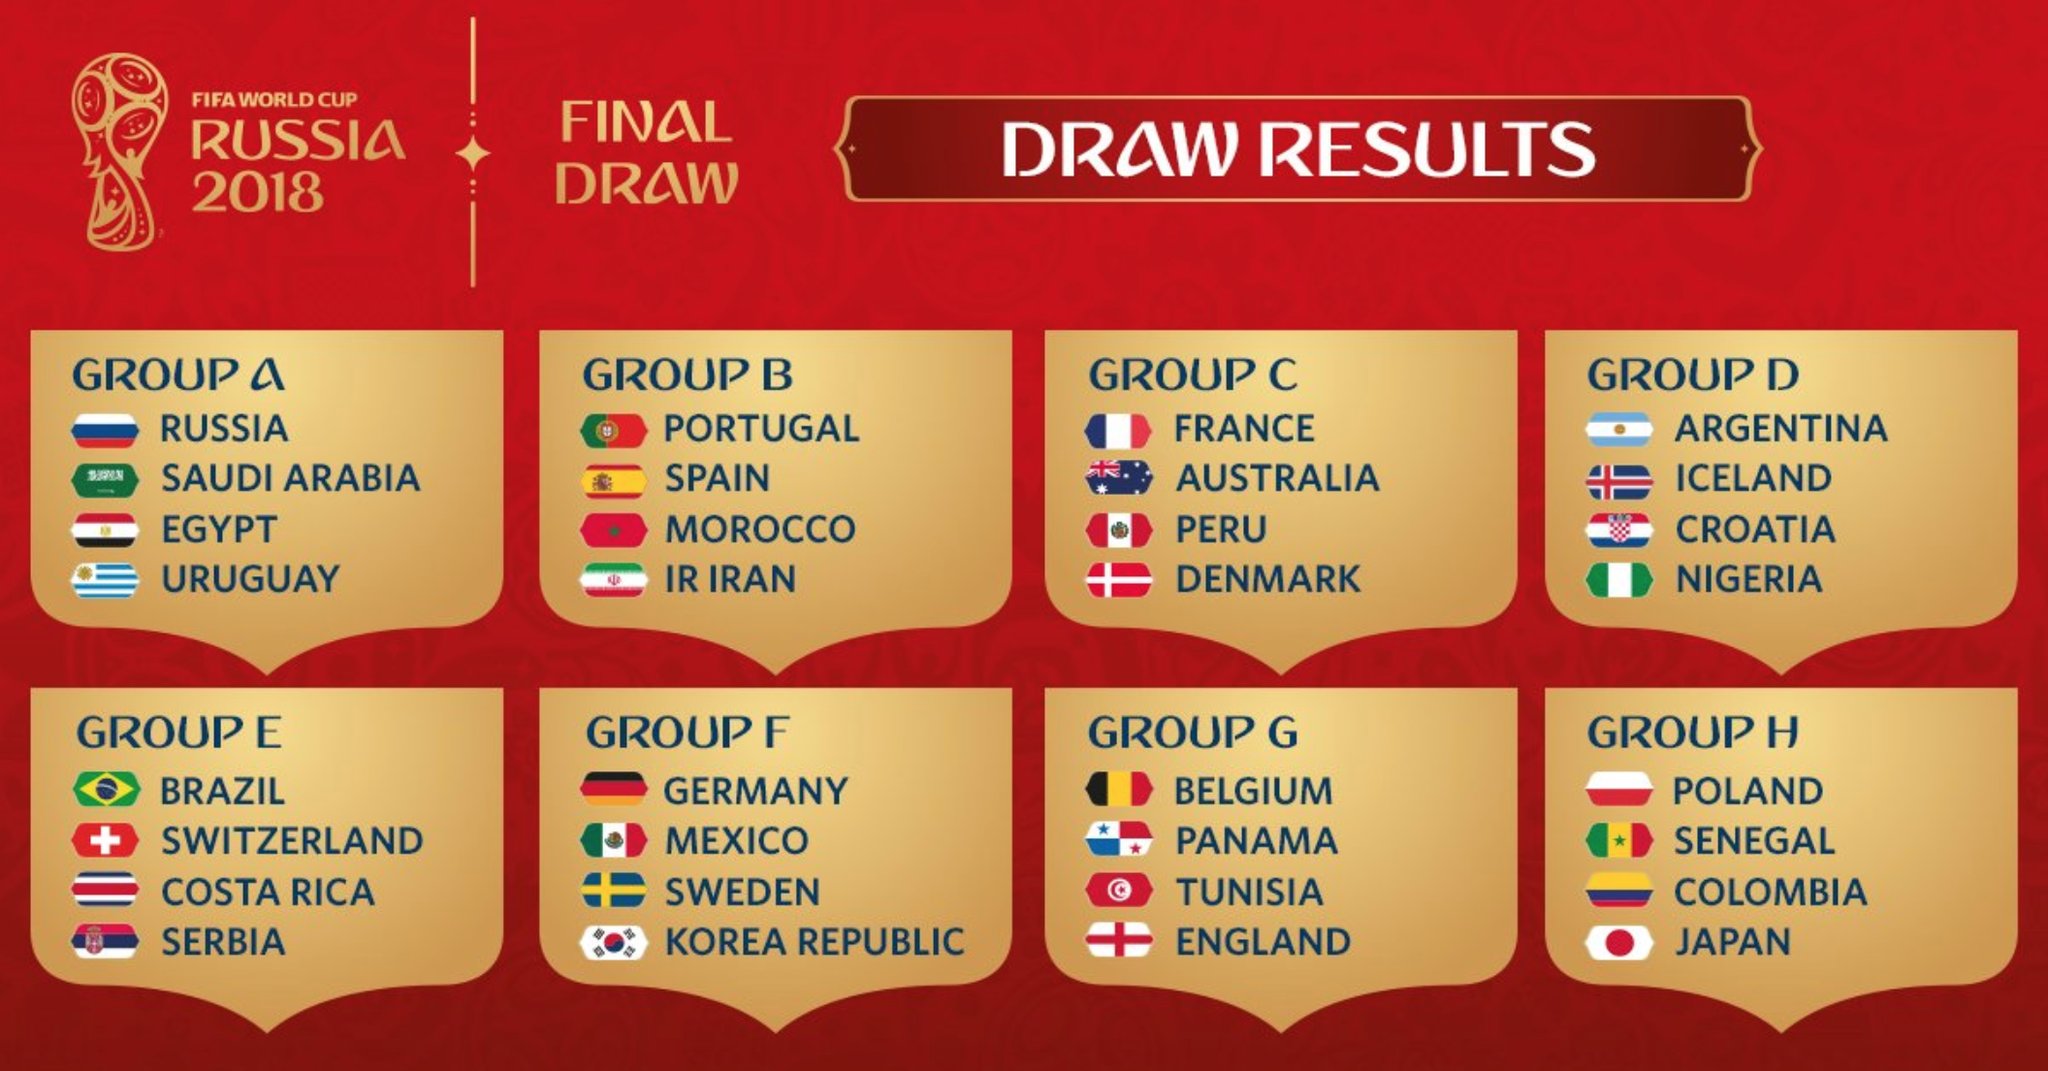 FIFA WORLD CUP
RUSSIA
2018
FINAL
DRAW
DRAW RESULTS
GROUP A
RUSSIA
SAUDI ARABIA
EGYPT
URUGUAY
GROUP B
PORTUGAL
SPAIN
MOROCCO
IR IRAN
GROUP C
FRANCE
AUSTRALIA
PERU
DENMARK
GROUP D
ARGENTINA
ICELAND
CROATIA
NIGERIA
GROUP E
BRAZIL
SWITZERLAND
COSTA RICA
SERBIA
GROUP F
GERMANY
MEXICO
SWEDEN
KOREA REPUBLIC
GROUP G
BELGIUM
PANAMA
TUNISIA
ENGLAND
GROUP H
POLAND
SENEGAL
COLOMBIA
JAPAN